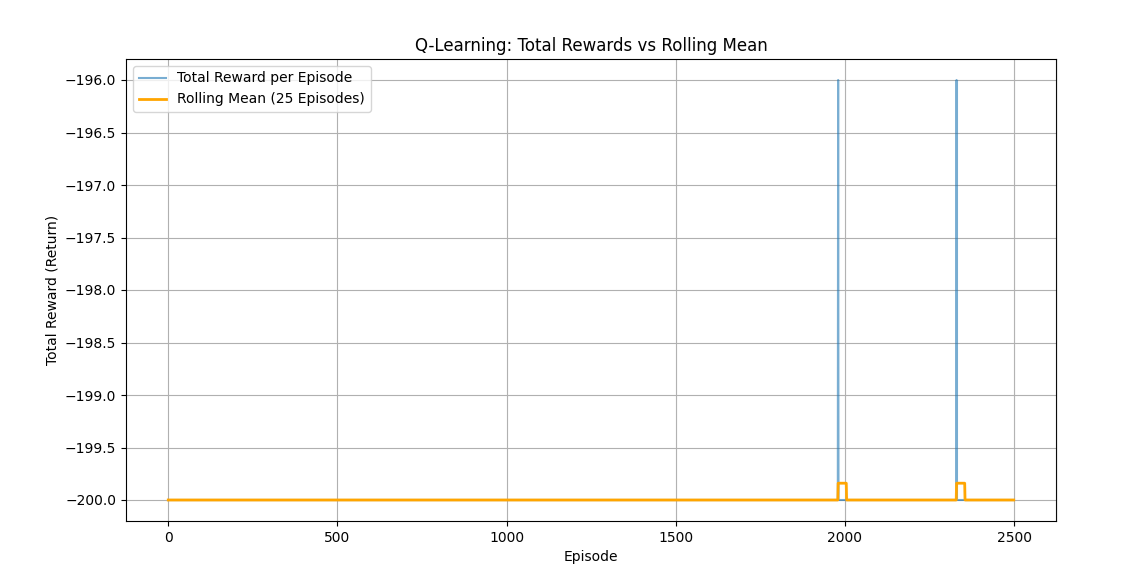 Q-Learning: Total Rewards vs Rolling Mean
Total Reward per Episode
Rolling Mean (25 Episodes)
Total Reward (Return)
−196.0
−196.5
−197.0
−197.5
−198.0
−198.5
−199.0
−199.5
−200.0
0 500 1000 1500 2000 2500
Episode